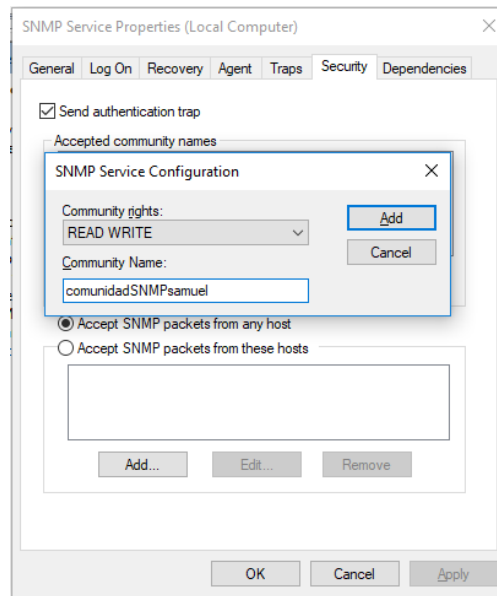 SNMP Service Properties (Local Computer)
General Log On Recovery Agent Traps Security Dependencies
Send authentication trap
Accepted community names
SNMP Service Configuration
Community rights:
READ WRITE
Add
Cancel
Community Name:
comunidadSNMPsamuel
Accept SNMP packets from any host
Accept SNMP packets from these hosts
Add... Edit... Remove
OK Cancel Apply